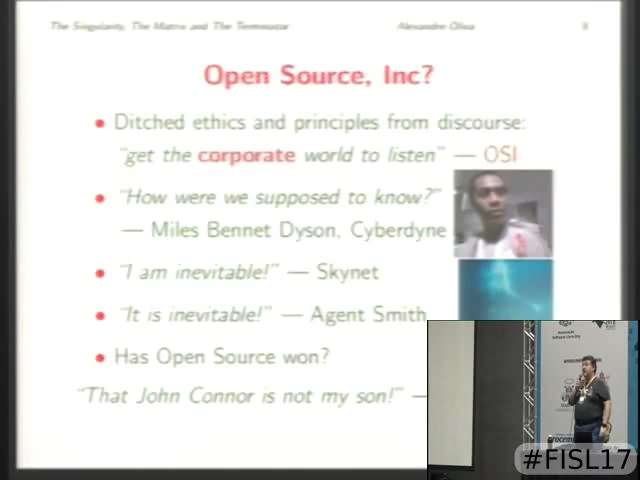 The Singularity, The Matrix and The Terminator
Alexandre Oliva
8
Open Source, Inc?
• Ditched ethics and principles from discourse:
"get the corporate world to listen" — OSI
• "How were we supposed to know?"
— Miles Bennet Dyson, Cyberdyne
• "I am inevitable!" — Skynet
• "It is inevitable!" — Agent Smith
• Has Open Source won?
"That John Connor is not my son!" —
#FISL17